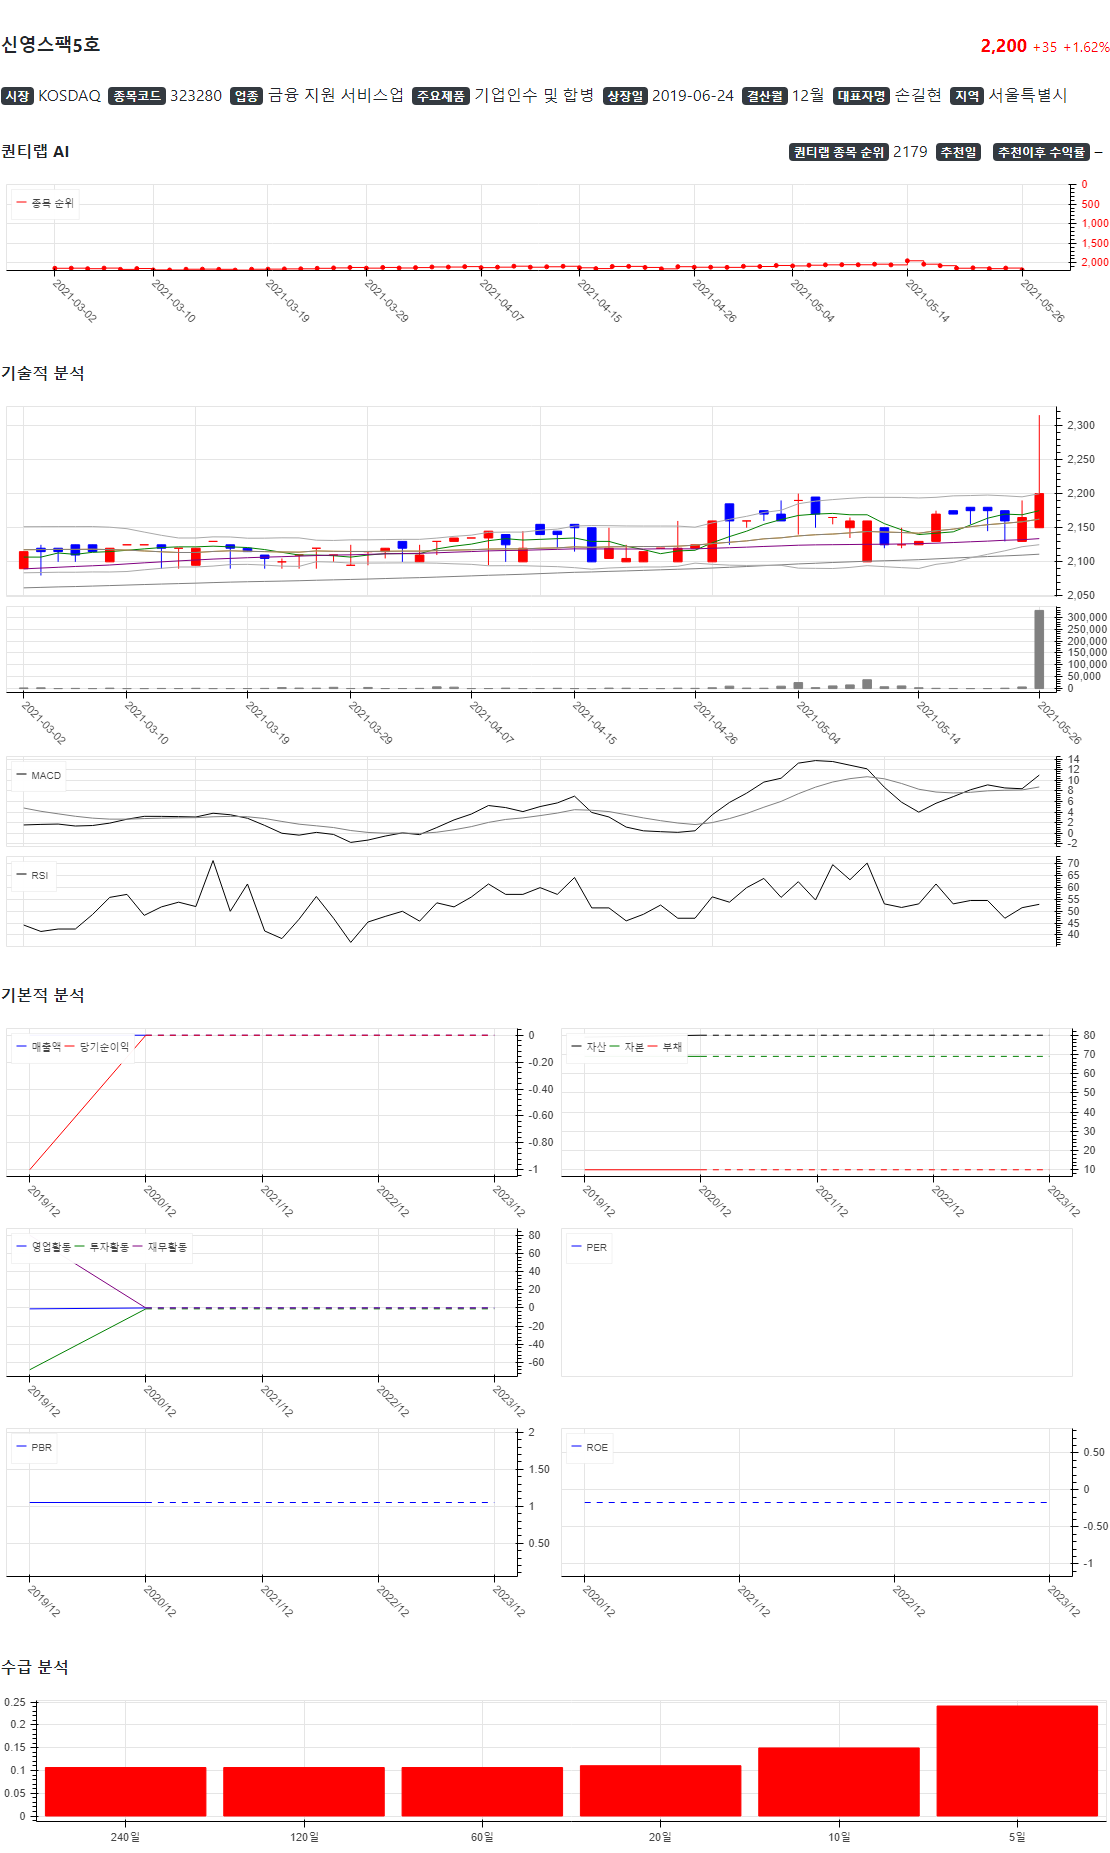 신영스팩5호
2,200 +35 +1.62%
시장 KOSDAQ 종목코드 323280 업종 금융 지원 서비스업 주요제품 기업인수 및 합병 상장일 2019-06-24 결산월 12월 대표자명 손길현 지역 서울특별시
퀀티랩 AI
퀀티랩 종목 순위 2179 추천일 추천이후 수익률 –
종목 순위
0
500
1,000
1,500
2,000
2021-03-02 2021-03-10 2021-03-19 2021-03-29 2021-04-07 2021-04-15 2021-04-26 2021-05-04 2021-05-14 2021-05-26
기술적 분석
2,300
2,250
2,200
2,150
2,100
2,050
300,000
250,000
200,000
150,000
100,000
50,000
0
2021-03-02 2021-03-10 2021-03-19 2021-03-29 2021-04-07 2021-04-15 2021-04-26 2021-05-04 2021-05-14 2021-05-26
MACD
14
12
10
8
6
4
2
0
-2
RSI
70
65
60
55
50
45
40
기본적 분석
매출액 당기순이익
0
-0.20
-0.40
-0.60
-0.80
-1
2019/12 2020/12 2021/12 2022/12 2023/12
자산 자본 부채
80
70
60
50
40
30
20
10
2019/12 2020/12 2021/12 2022/12 2023/12
영업활동 투자활동 재무활동
80
60
40
20
0
-20
-40
-60
2019/12 2020/12 2021/12 2022/12 2023/12
PER
PBR
2
1.50
1
0.50
2019/12 2020/12 2021/12 2022/12 2023/12
ROE
0.50
0
-0.50
-1
2020/12 2021/12 2022/12 2023/12
수급 분석
0.25
0.2
0.15
0.1
0.05
0
240일 120일 60일 20일 10일 5일